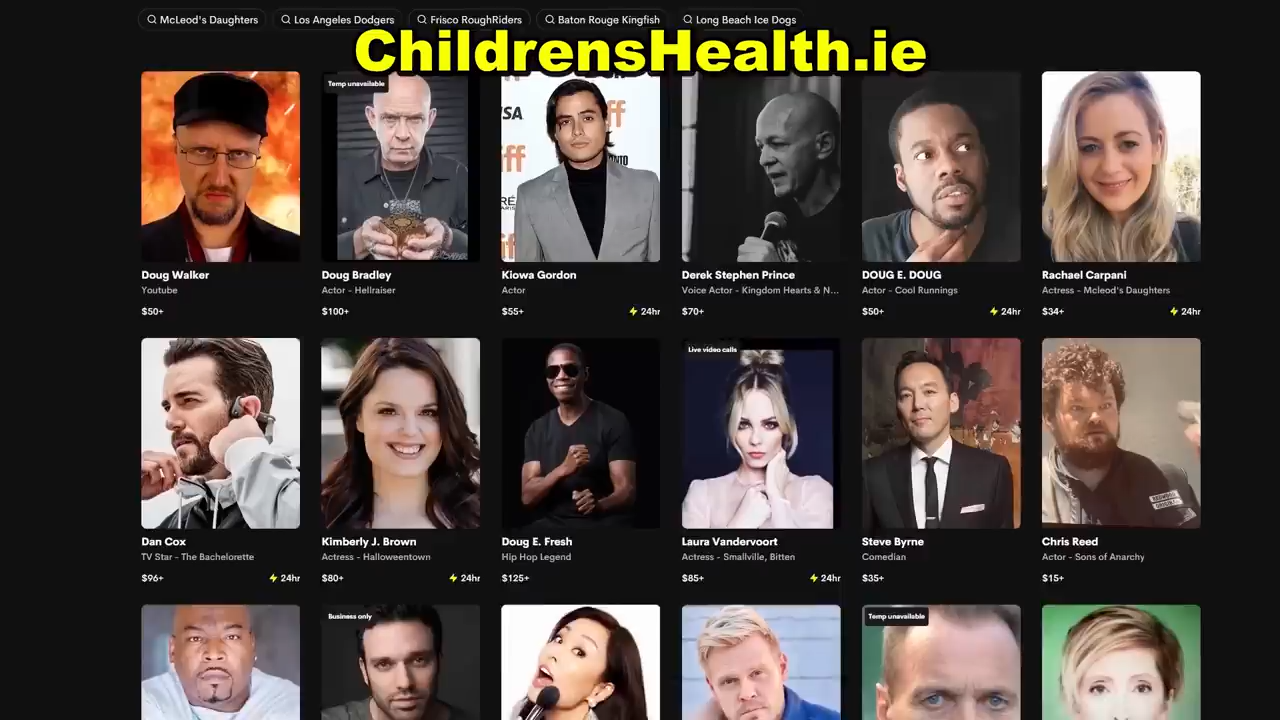 McLeod's Daughters
Los Angeles Dodgers
Frisco RoughRiders
Baton Rouge Kingfish
Long Beach Ice Dogs
ChildrensHealth.ie
Temp unavailable
Doug Walker
Youtube
$50+
Doug Bradley
Actor - Hellraiser
$100+
Kiowa Gordon
Actor
$55+
24hr
Derek Stephen Prince
Voice Actor - Kingdom Hearts & N...
$70+
DOUG E. DOUG
Actor - Cool Runnings
$50+
24hr
Rachael Carpani
Actress - Mcleod's Daughters
$34+
24hr
Live video calls
Dan Cox
TV Star - The Bachelorette
$96+
24hr
Kimberly J. Brown
Actress - Halloweentown
$80+
24hr
Doug E. Fresh
Hip Hop Legend
$125+
Laura Vandervoort
Actress - Smallville, Bitten
$85+
24hr
Steve Byrne
Comedian
$35+
Chris Reed
Actor - Sons of Anarchy
$15+
Business only
Temp unavailable